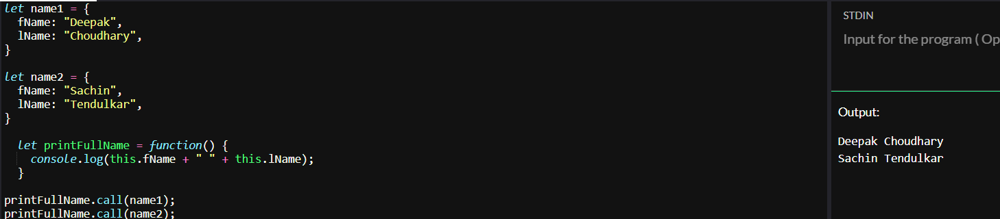 let name1 = {
  fName: "Deepak",
  lName: "Choudhary",
}

let name2 = {
  fName: "Sachin",
  lName: "Tendulkar",
}

  let printFullName = function() {
    console.log(this.fName + " " + this.lName);
  }

printFullName.call(name1);
printFullName.call(name2);
STDIN
Input for the program ( Op
Output:
Deepak Choudhary
Sachin Tendulkar